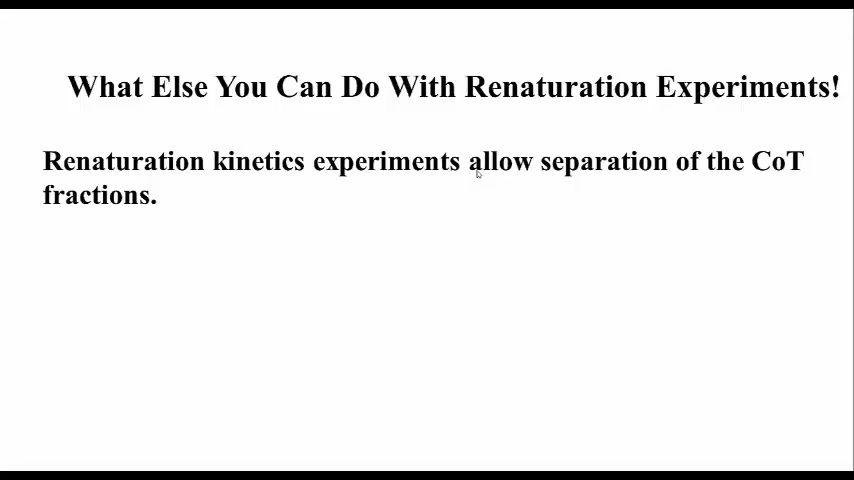 What Else You Can Do With Renaturation Experiments!
Renaturation kinetics experiments allow separation of the CoT
fractions.